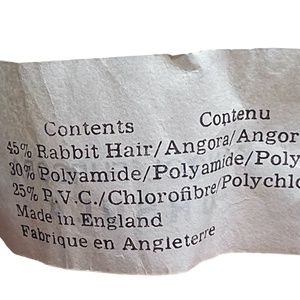 Contents Contenu
45% Rabbit Hair/Angora/Angor
30% Polyamide/Polyamide/Poly
25% P.V.C./Chlorofibre/Polychlo
Made in England
Fabrique en Angleterre